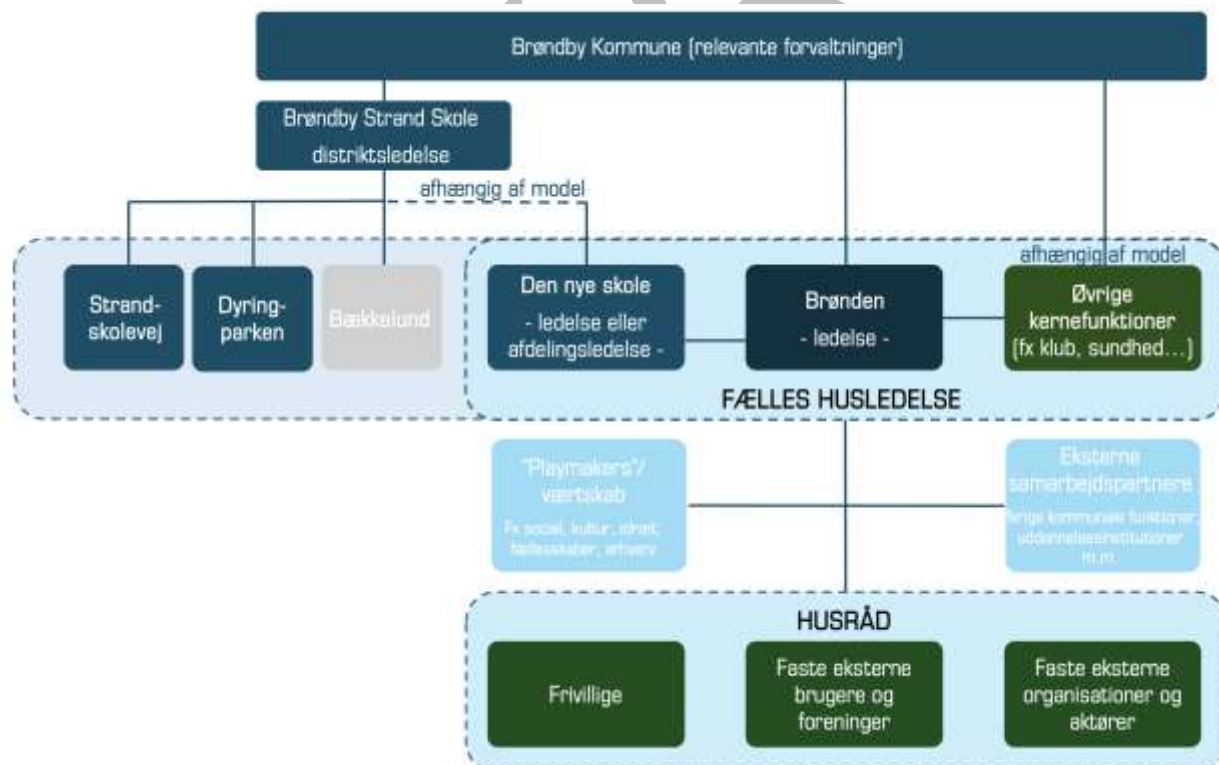 Brøndby Kommune (relevante forvaltninger)
Brøndby Strand Skole
distriktsledelse
afhængig af model
afhængig af model
Strand-
skolevej
Dyring-
parken
Bækkelund
Den nye skole
- ledelse eller
afdelingsledelse -
Brønden
- ledelse -
Øvrige
kernefunktioner
(fx klub, sundhed...)
FÆLLES HUSLEDELSE
"Playmakers"/
værtskab
Fx social, kultur, idræt,
fællesskaber, erhverv
Eksterne
samarbejdspartnere
kommunale funktioner,
uddannelsesinstitutioner
m.m.
HUSRÅD
Frivillige
Faste eksterne
brugere og
foreninger
Faste eksterne
organisationer og
aktører